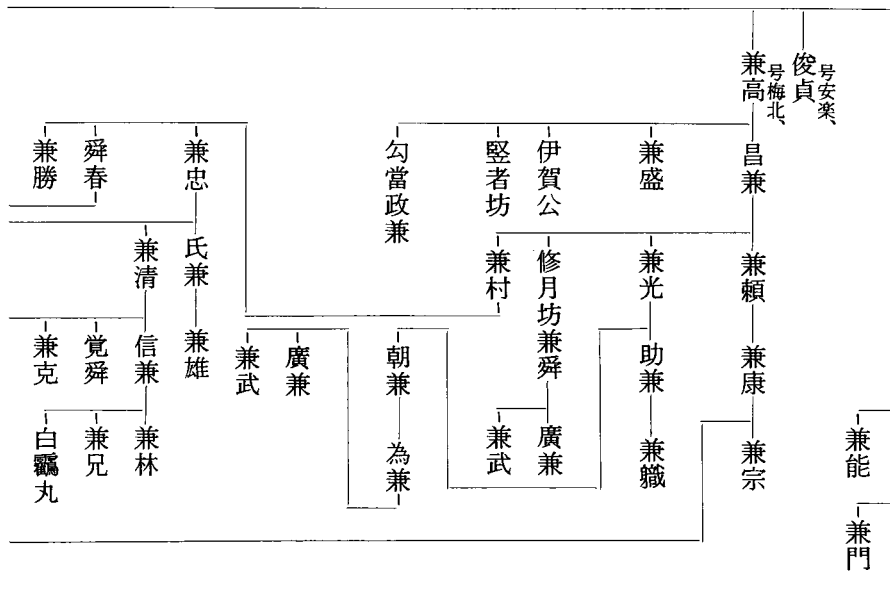 俊貞
号安楽、
兼高
号梅北、
昌兼
兼盛
伊賀公
竪者坊
勾當政兼
兼頼
兼光
修月坊兼舜
兼村
兼康
兼宗
助兼
兼職
廣兼
兼武
朝兼
為兼
廣兼
兼武
兼忠
舜春
兼勝
氏兼
兼清
兼雄
信兼
覚舜
兼克
兼林
兼兄
白鸘丸
兼能
兼門